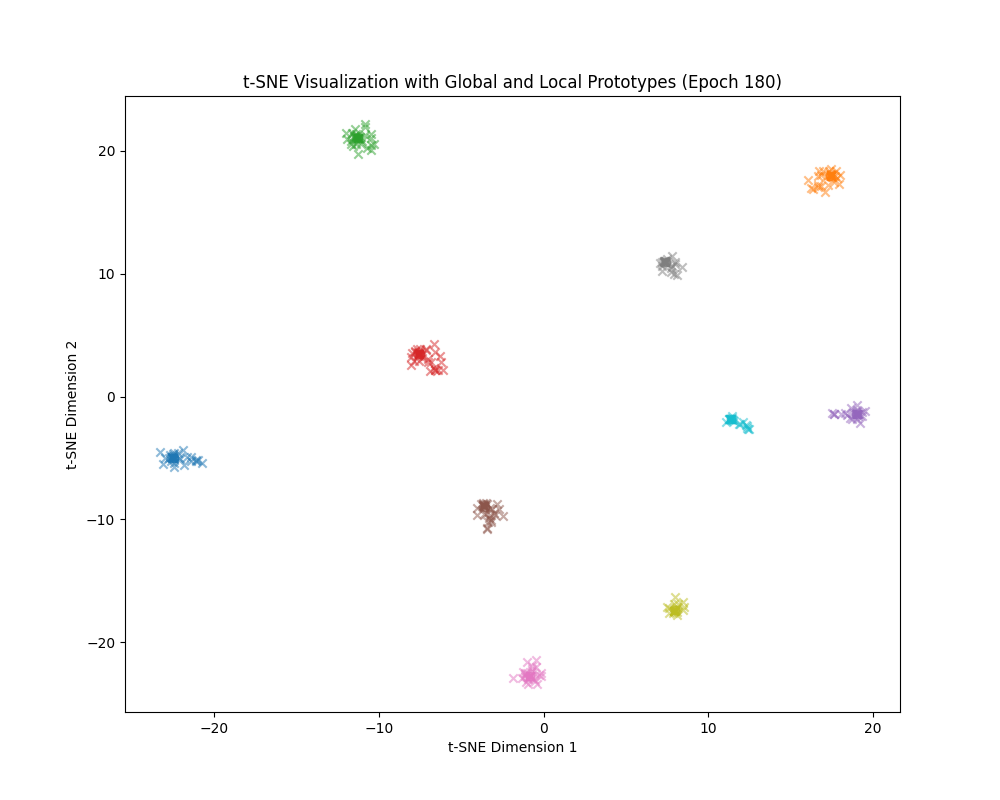 t-SNE Visualization with Global and Local Prototypes (Epoch 180)
20
10
0
−10
−20
t-SNE Dimension 2
−20 −10 0 10 20
t-SNE Dimension 1